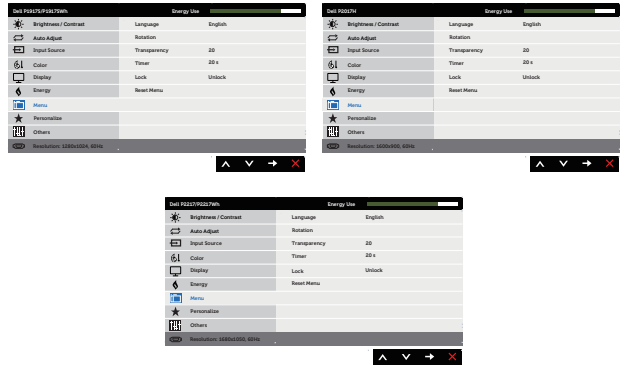 Dell P1917S/P1917SWh Energy Use
Brightness / Contrast Language English
Auto Adjust Rotation
Input Source Transparency 20
Color Timer 20 s
Display Lock Unlock
Energy Reset Menu
Menu
Personalize
Others
Resolution: 1280x1024, 60Hz
Dell P2017H Energy Use
Brightness / Contrast Language English
Auto Adjust Rotation
Input Source Transparency 20
Color Timer 20 s
Display Lock Unlock
Energy Reset Menu
Menu
Personalize
Others
Resolution: 1600x900, 60Hz
Dell P2217/P2217Wh Energy Use
Brightness / Contrast Language English
Auto Adjust Rotation
Input Source Transparency 20
Color Timer 20 s
Display Lock Unlock
Energy Reset Menu
Menu
Personalize
Others
Resolution: 1680x1050, 60Hz